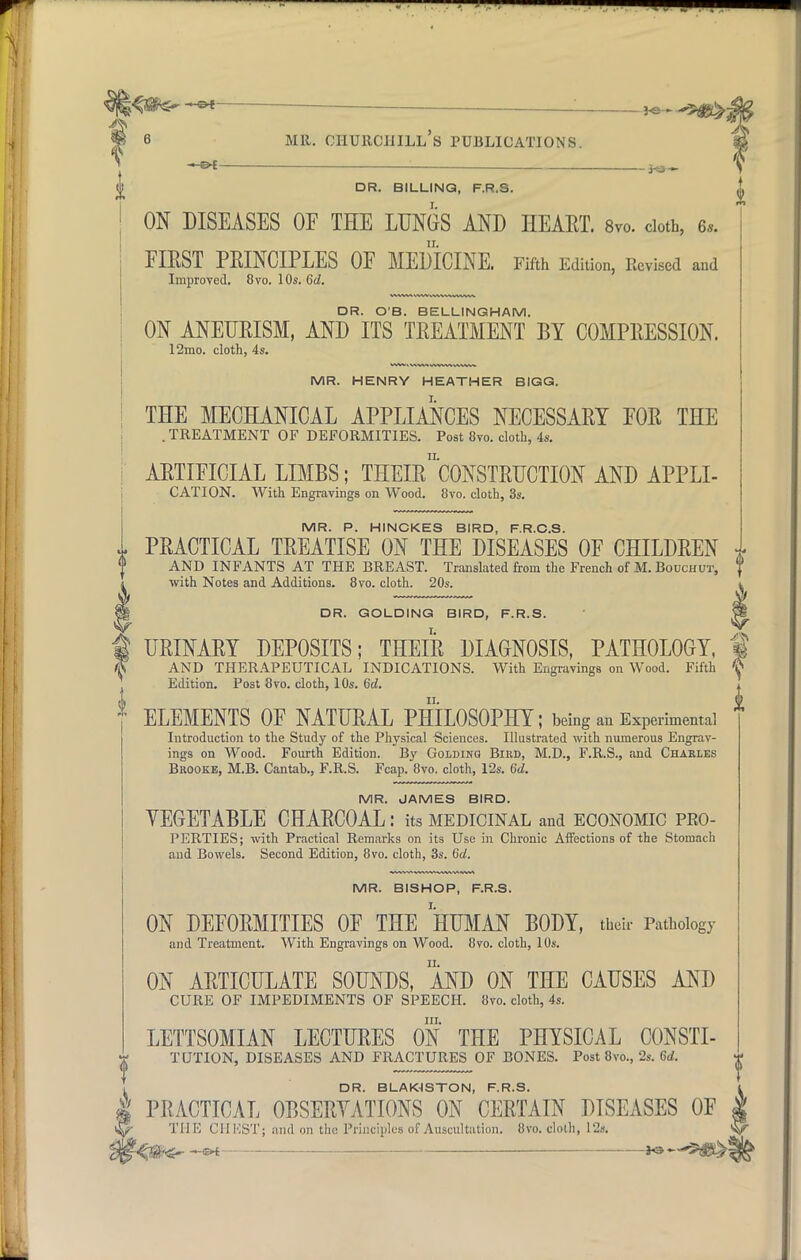 6 MR. CHURCHILL'S PUBLICATIONS.
DR. BILLING, F.R.S.
I.
ON DISEASES OF THE LUNGS AND HEART. 8vo. cloth, 6s.
II.
FIRST PRINCIPLES OF MEDICINE. Fifth Edition, Revised and
Improved. 8vo. 10s. 6d.
DR. O'B. BELLINGHAM.
ON ANEURISM, AND ITS TREATMENT BY COMPRESSION.
12mo. cloth, 4s.
MR. HENRY HEATHER BIGG.
I.
THE MECHANICAL APPLIANCES NECESSARY FOR THE
. TREATMENT OF DEFORMITIES. Post 8vo. cloth, 4s.
II.
ARTIFICIAL LIMBS; THEIR CONSTRUCTION AND APPLI-
CATION. With Engravings on Wood. 8vo. cloth, 3s.
MR. P. HINCKES BIRD, F.R.C.S.
PRACTICAL TREATISE ON THE DISEASES OF CHILDREN
AND INFANTS AT THE BREAST. Translated from the French of M. BOUCHUT,
with Notes and Additions. 8vo. cloth. 20s.
DR. GOLDING BIRD, F.R.S.
I.
URINARY DEPOSITS; THEIR DIAGNOSIS, PATHOLOGY,
AND THERAPEUTICAL INDICATIONS. With Engravings on Wood. Fifth
Edition. Post 8vo. cloth, 10s. 6d.
II.
ELEMENTS OF NATURAL PHILOSOPHY; being an Experimental
Introduction to the Study of the Physical Sciences. Illustrated with numerous Engrav-
ings on Wood. Fourth Edition. By GOLDING BIRD, M.D., F.R.S., and CHARLES
BROOKE, M.B. Cantab., F.R.S. Fcap. 8vo. cloth, 12s. 6d.
MR. JAMES BIRD.
VEGETABLE CHARCOAL: its MEDICINAL and ECONOMIC PRO-
PERTIES; with Practical Remarks on its Use in Chronic Affections of the Stomach
and Bowels. Second Edition, 8vo. cloth, 3s. 6d.
MR. BISHOP, F.R.S.
I.
ON DEFORMITIES OF THE HUMAN BODY, their Pathology
and Treatment. With Engravings on Wood. 8vo. cloth, 10s.
II.
ON ARTICULATE SOUNDS, AND ON THE CAUSES AND
CURE OF IMPEDIMENTS OF SPEECH. 8vo. cloth, 4s.
III.
LETTSOMIAN LECTURES ON THE PHYSICAL CONSTI-
TUTION, DISEASES AND FRACTURES OF BONES. Post 8vo., 2s. 6d.
DR. BLAKISTON, F.R.S.
PRACTICAL OBSERVATIONS ON CERTAIN DISEASES OF
THE CHEST; and on the Principles of Auscultation. 8vo. cloth, 12s.